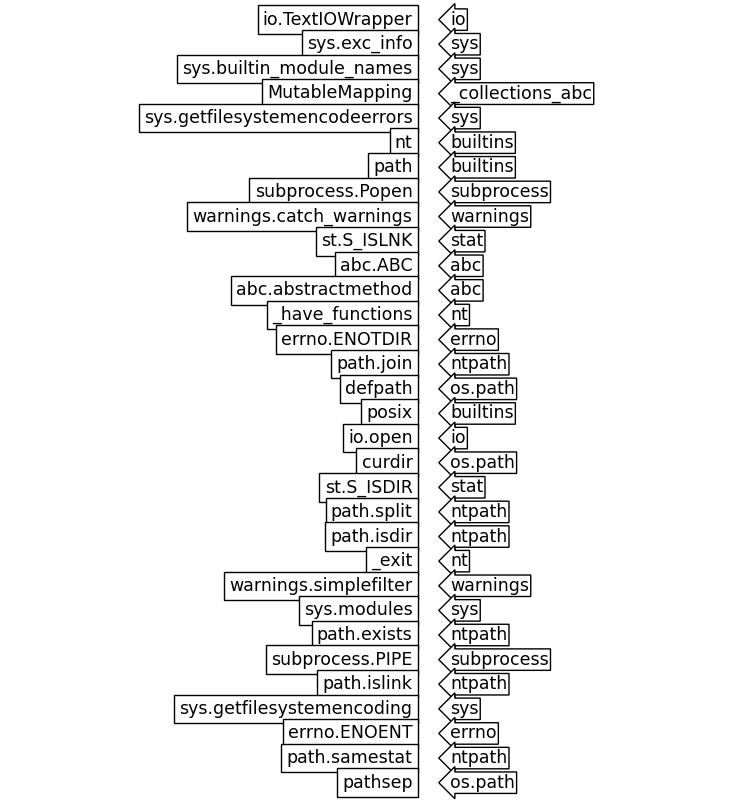 io.TextIOWrapper io
sys.exc_info sys
sys.builtin_module_names sys
MutableMapping _collections_abc
sys.getfilesystemencodeerrors sys
nt builtins
path builtins
subprocess.Popen subprocess
warnings.catch_warnings warnings
st.S_ISLNK stat
abc.ABC abc
abc.abstractmethod abc
_have_functions nt
errno.ENOTDIR errno
path.join ntpath
defpath os.path
posix builtins
io.open io
curdir os.path
st.S_ISDIR stat
path.split ntpath
path.isdir ntpath
_exit nt
warnings.simplefilter warnings
sys.modules sys
path.exists ntpath
subprocess.PIPE subprocess
path.islink ntpath
sys.getfilesystemencoding sys
errno.ENOENT errno
path.samestat ntpath
pathsep os.path